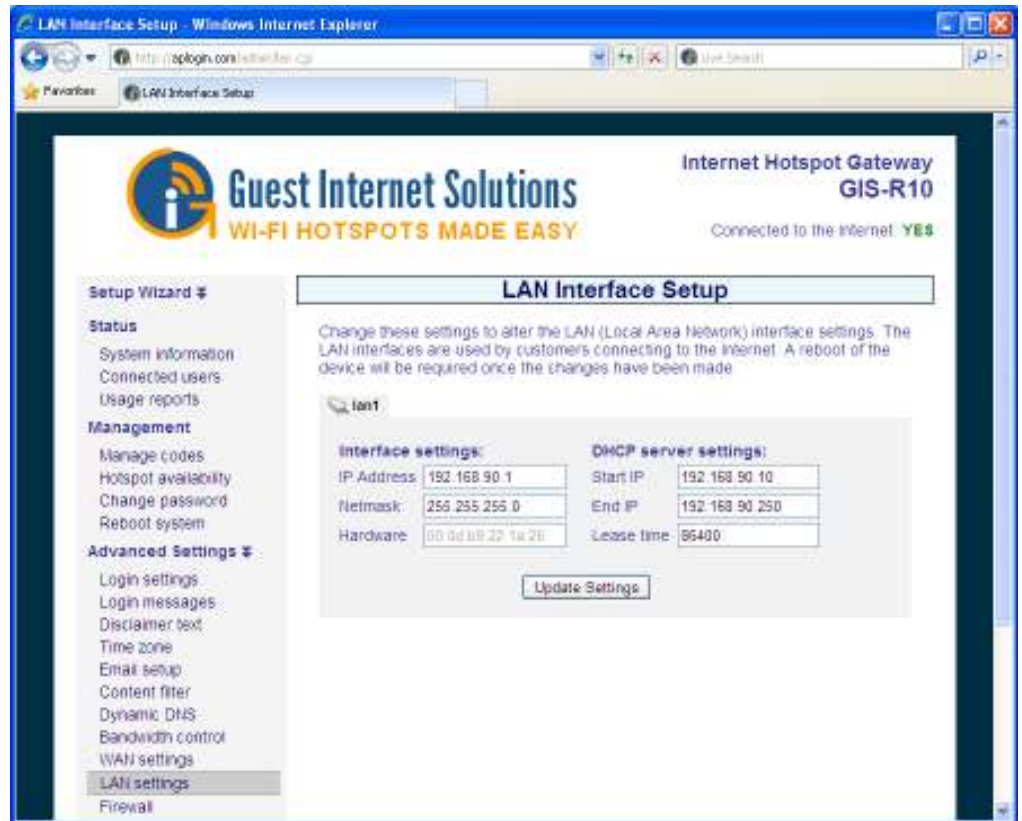 LAN Interface Setup - Windows Internet Explorer
http://aplogin.com/
Live Search
Favorites
LAN Interface Setup
Guest Internet Solutions
WI-FI HOTSPOTS MADE EASY
Internet Hotspot Gateway
GIS-R10
Connected to the Internet YES
Setup Wizard
Status
System information
Connected users
Usage reports
Management
Manage codes
Hotspot availability
Change password
Reboot system
Advanced Settings
Login settings
Login messages
Disclaimer text
Time zone
Email setup
Content filter
Dynamic DNS
Bandwidth control
WAN settings
LAN settings
Firewall
LAN Interface Setup
Change these settings to alter the LAN (Local Area Network) interface settings. The
LAN interfaces are used by customers connecting to the Internet. A reboot of the
device will be required once the changes have been made
lan1
Interface settings:
IP Address 192.168.90.1
Netmask 255.255.255.0
Hardware
DHCP server settings:
Start IP 192.168.90.10
End IP 192.168.90.250
Lease time 86400
Update Settings